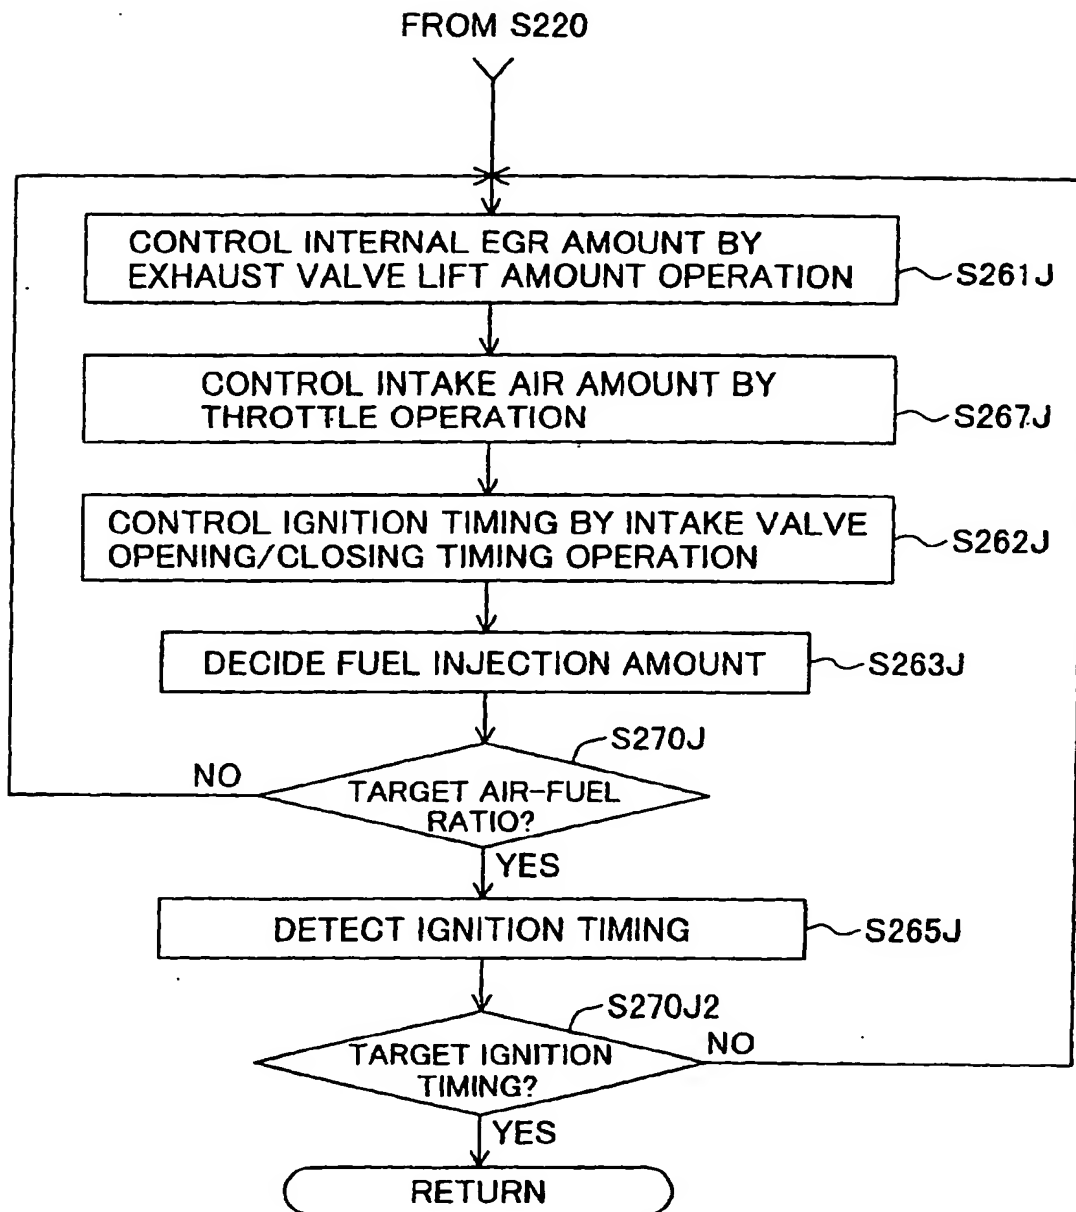 FROM S220
CONTROL INTERNAL EGR AMOUNT BY
EXHAUST VALVE LIFT AMOUNT OPERATION
S261J
CONTROL INTAKE AIR AMOUNT BY
THROTTLE OPERATION
S267J
CONTROL IGNITION TIMING BY INTAKE VALVE
OPENING/CLOSING TIMING OPERATION
S262J
DECIDE FUEL INJECTION AMOUNT
S263J
S270J
NO
TARGET AIR-FUEL
RATIO?
YES
DETECT IGNITION TIMING
S265J
S270J2
TARGET IGNITION
TIMING?
NO
YES
RETURN